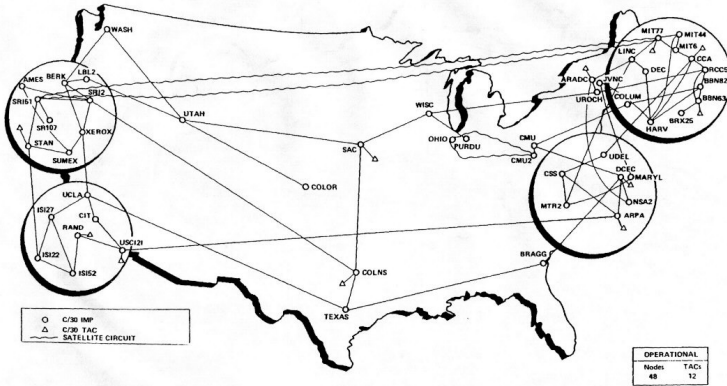 WASH
MIT77
MIT44
LINC
MIT6
CCA
AMES
BERK
LBL2
ARADC
JVNC
DEC
RCC5
BBN82
SRI51
SRI2
UROCH
COLUM
BBN63
UTAH
WISC
BRX25
HARV
SRI07
XEROX
STAN
SUMEX
OHIO
PURDU
CMU
SAC
CMU2
UDEL
DCEC
COLOR
CSS
MARYL
UCLA
ISI27
MTR2
NSA2
CIT
RAND
ARPA
USCI21
ISI22
ISI52
COLNS
BRAGG
TEXAS
C/30 IMP
C/30 TAC
SATELLITE CIRCUIT
OPERATIONAL
Nodes TACs
48 12